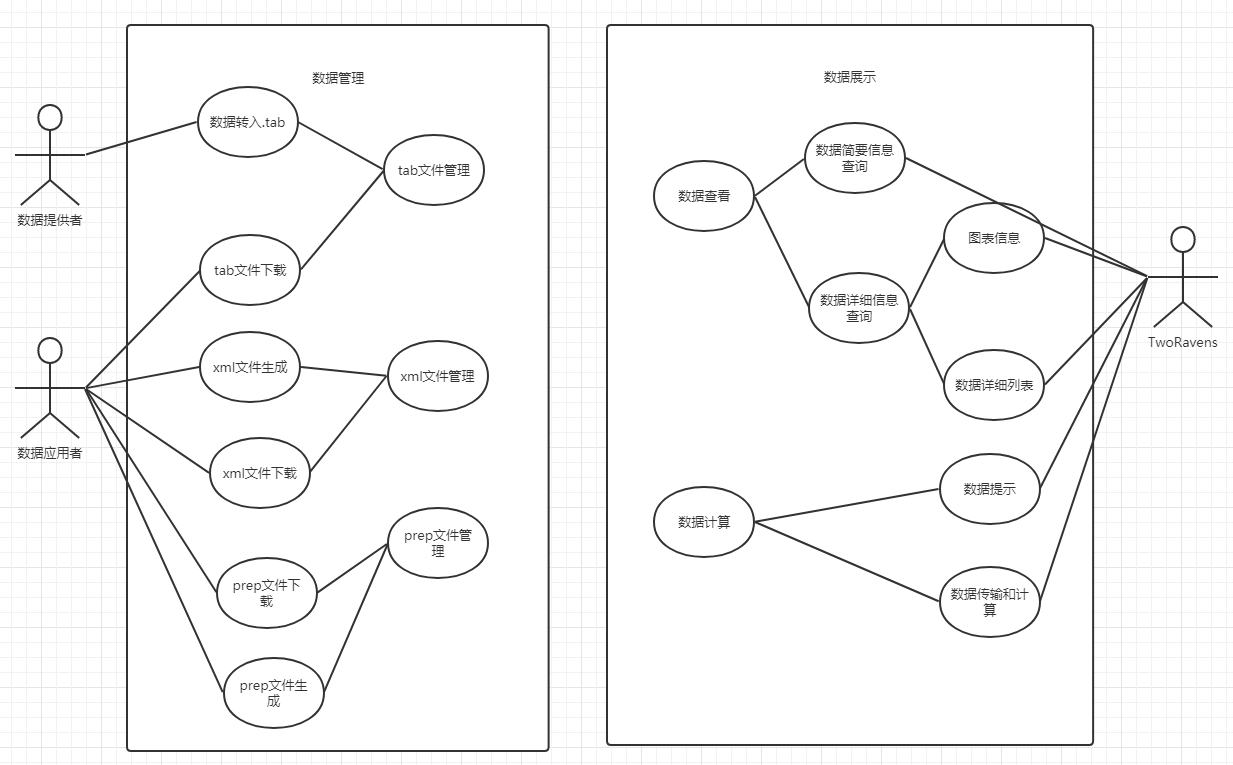 数据管理
数据转入.tab
tab文件管理
数据提供者
tab文件下载
xml文件生成
xml文件管理
数据应用者
xml文件下载
prep文件管
理
prep文件下
载
prep文件生
成
数据展示
数据简要信息
查询
数据查看
图表信息
数据详细信息
查询
TwoRavens
数据详细列表
数据提示
数据计算
数据传输和计
算